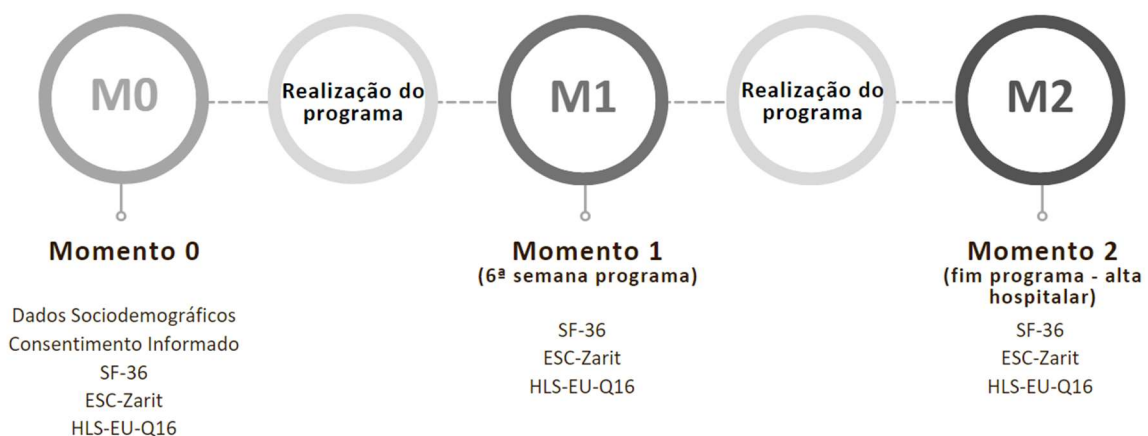 M0
Realização do
programa
M1
Realização do
programa
M2
Momento 0
Dados Sociodemográficos
Consentimento Informado
SF-36
ESC-Zarit
HLS-EU-Q16
Momento 1
(6ª semana programa)
SF-36
ESC-Zarit
HLS-EU-Q16
Momento 2
(fim programa - alta
hospitalar)
SF-36
ESC-Zarit
HLS-EU-Q16